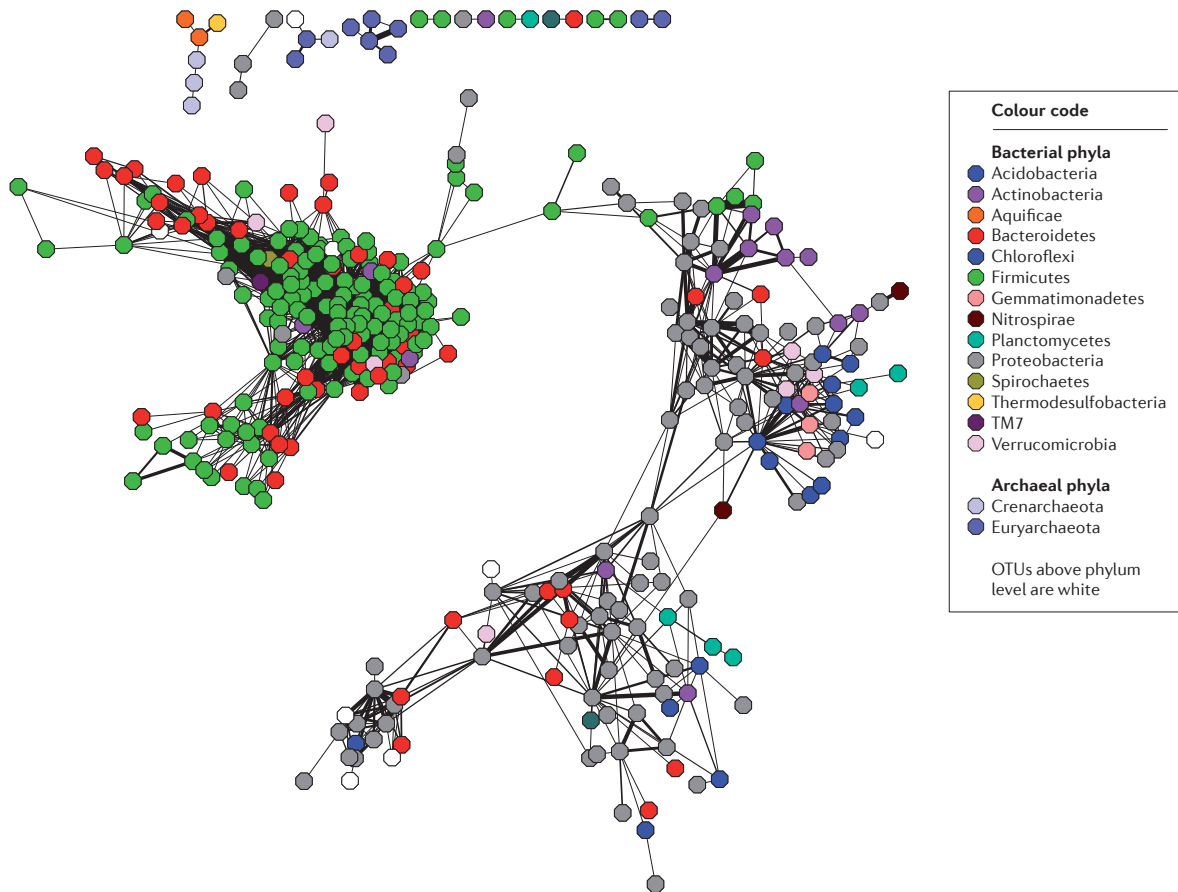 Colour code
Bacterial phyla
Acidobacteria
Actinobacteria
Aquificae
Bacteroidetes
Chloroflexi
Firmicutes
Gemmatimonadetes
Nitrospirae
Planctomycetes
Proteobacteria
Spirochaetes
Thermodesulfobacteria
TM7
Verrucomicrobia
Archaeal phyla
Crenarchaeota
Euryarchaeota
OTUs above phylum
level are white